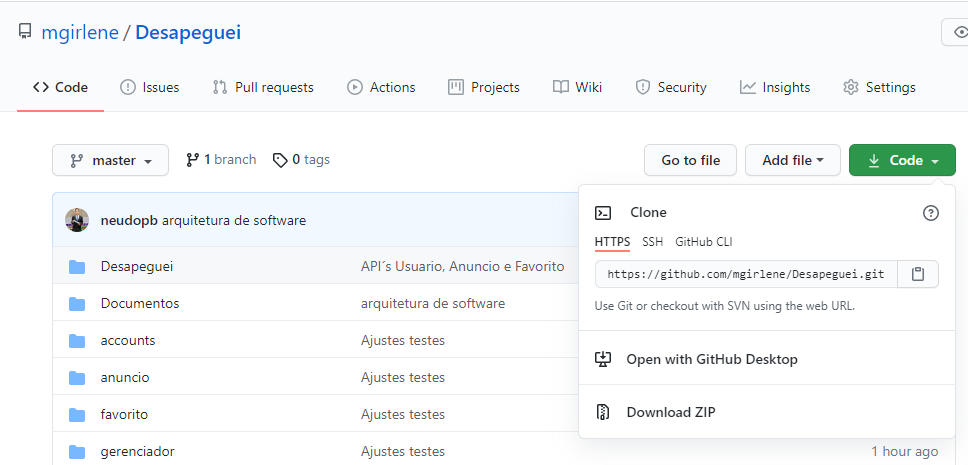 mgirlene / Desapeguei
Code Issues Pull requests Actions Projects Wiki Security Insights Settings
master 1 branch 0 tags Go to file Add file Code
neudopb arquitetura de software
Desapeguei API´s Usuario, Anuncio e Favorito
Documentos arquitetura de software
accounts Ajustes testes
anuncio Ajustes testes
favorito Ajustes testes
gerenciador Ajustes testes 1 hour ago
Clone
HTTPS SSH GitHub CLI
https://github.com/mgirlene/Desapeguei.git
Use Git or checkout with SVN using the web URL.
Open with GitHub Desktop
Download ZIP